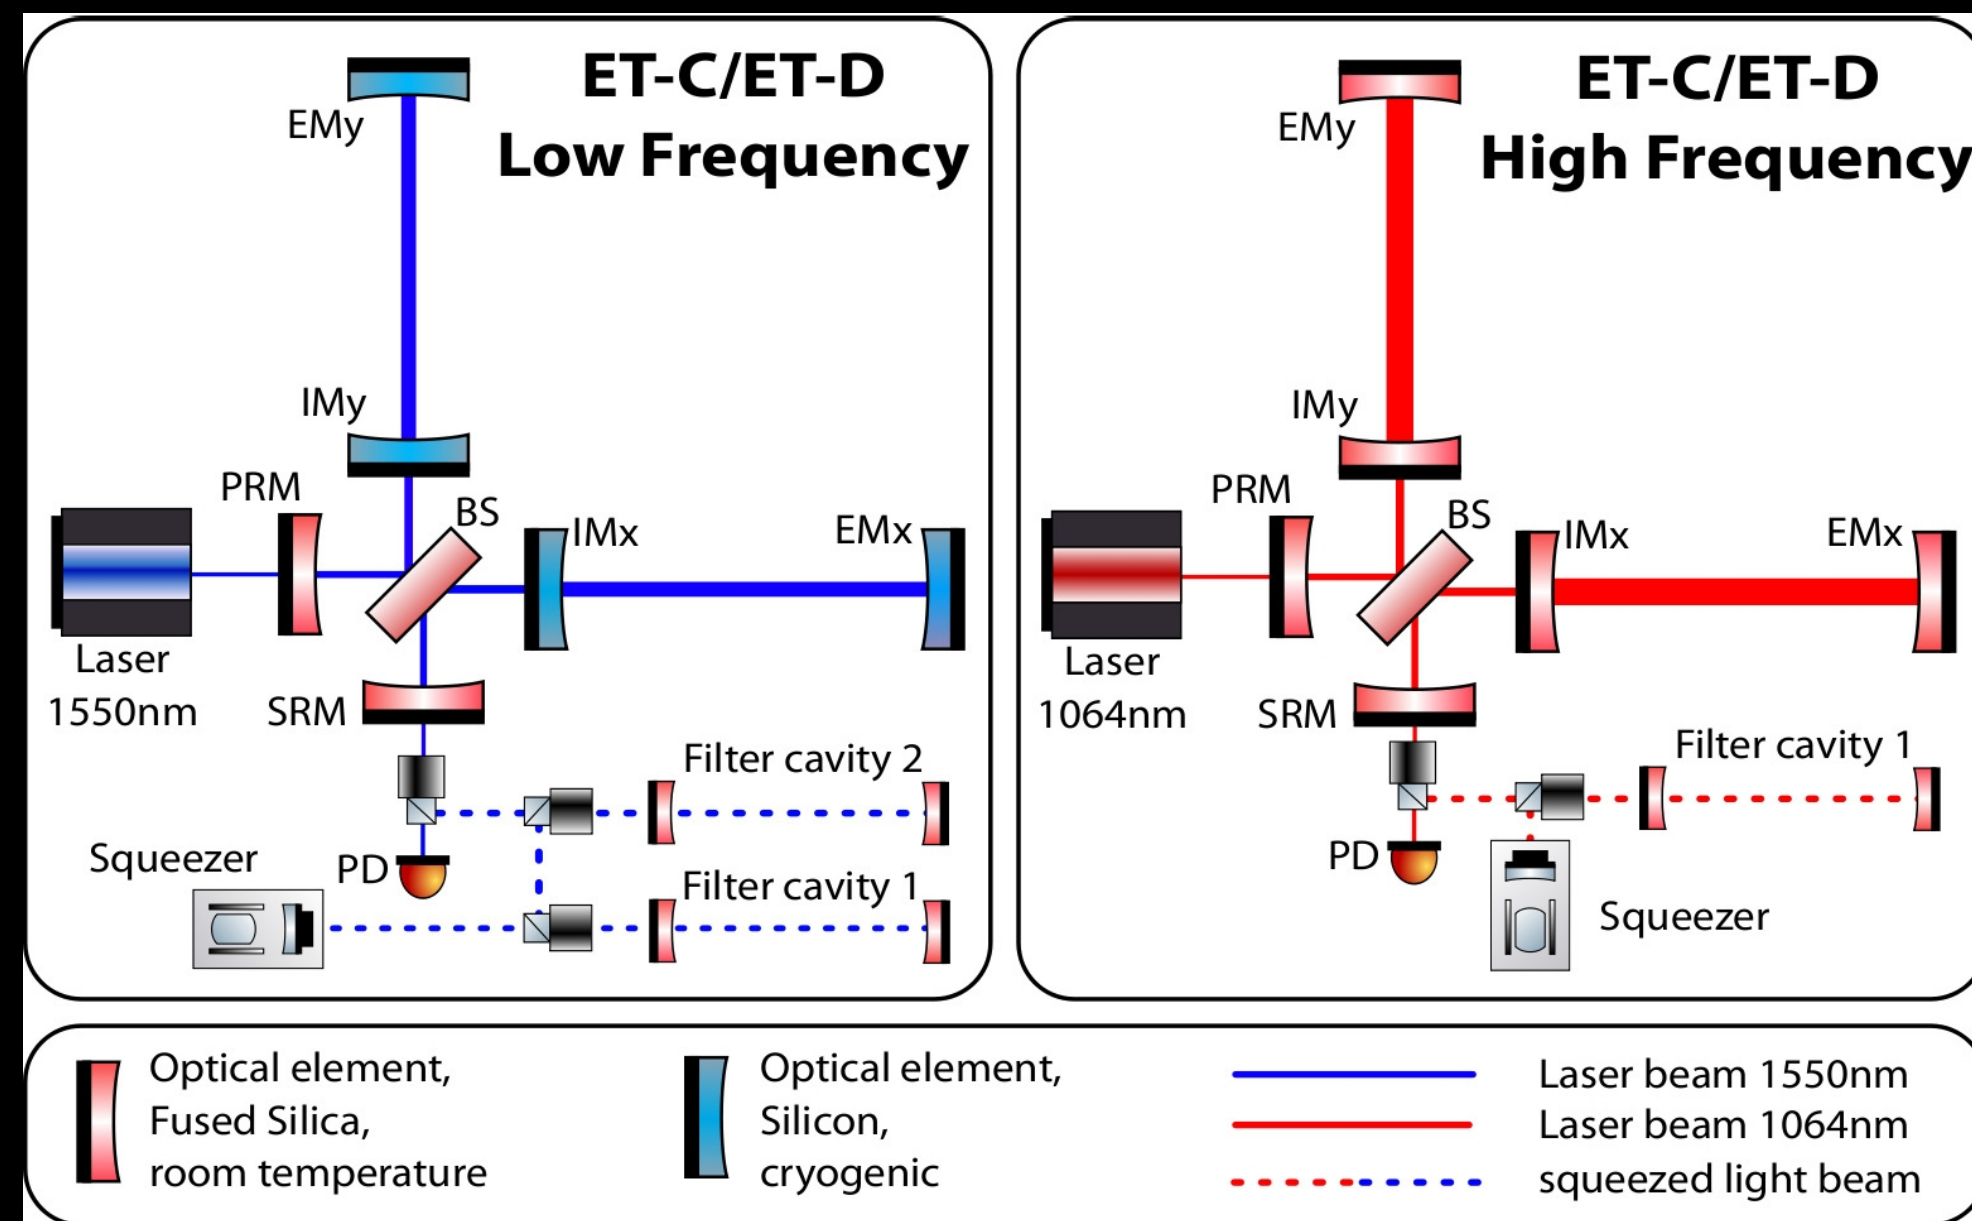 ET-C/ET-D
Low Frequency
EMy
IMy
PRM
BS
IMx
EMx
Laser
1550nm
SRM
Filter cavity 2
Squeezer
PD
Filter cavity 1
ET-C/ET-D
High Frequency
EMy
IMy
PRM
BS
IMx
EMx
Laser
1064nm
SRM
Filter cavity 1
PD
Squeezer
Optical element,
Fused Silica,
room temperature
Optical element,
Silicon,
cryogenic
Laser beam 1550nm
Laser beam 1064nm
squeezed light beam